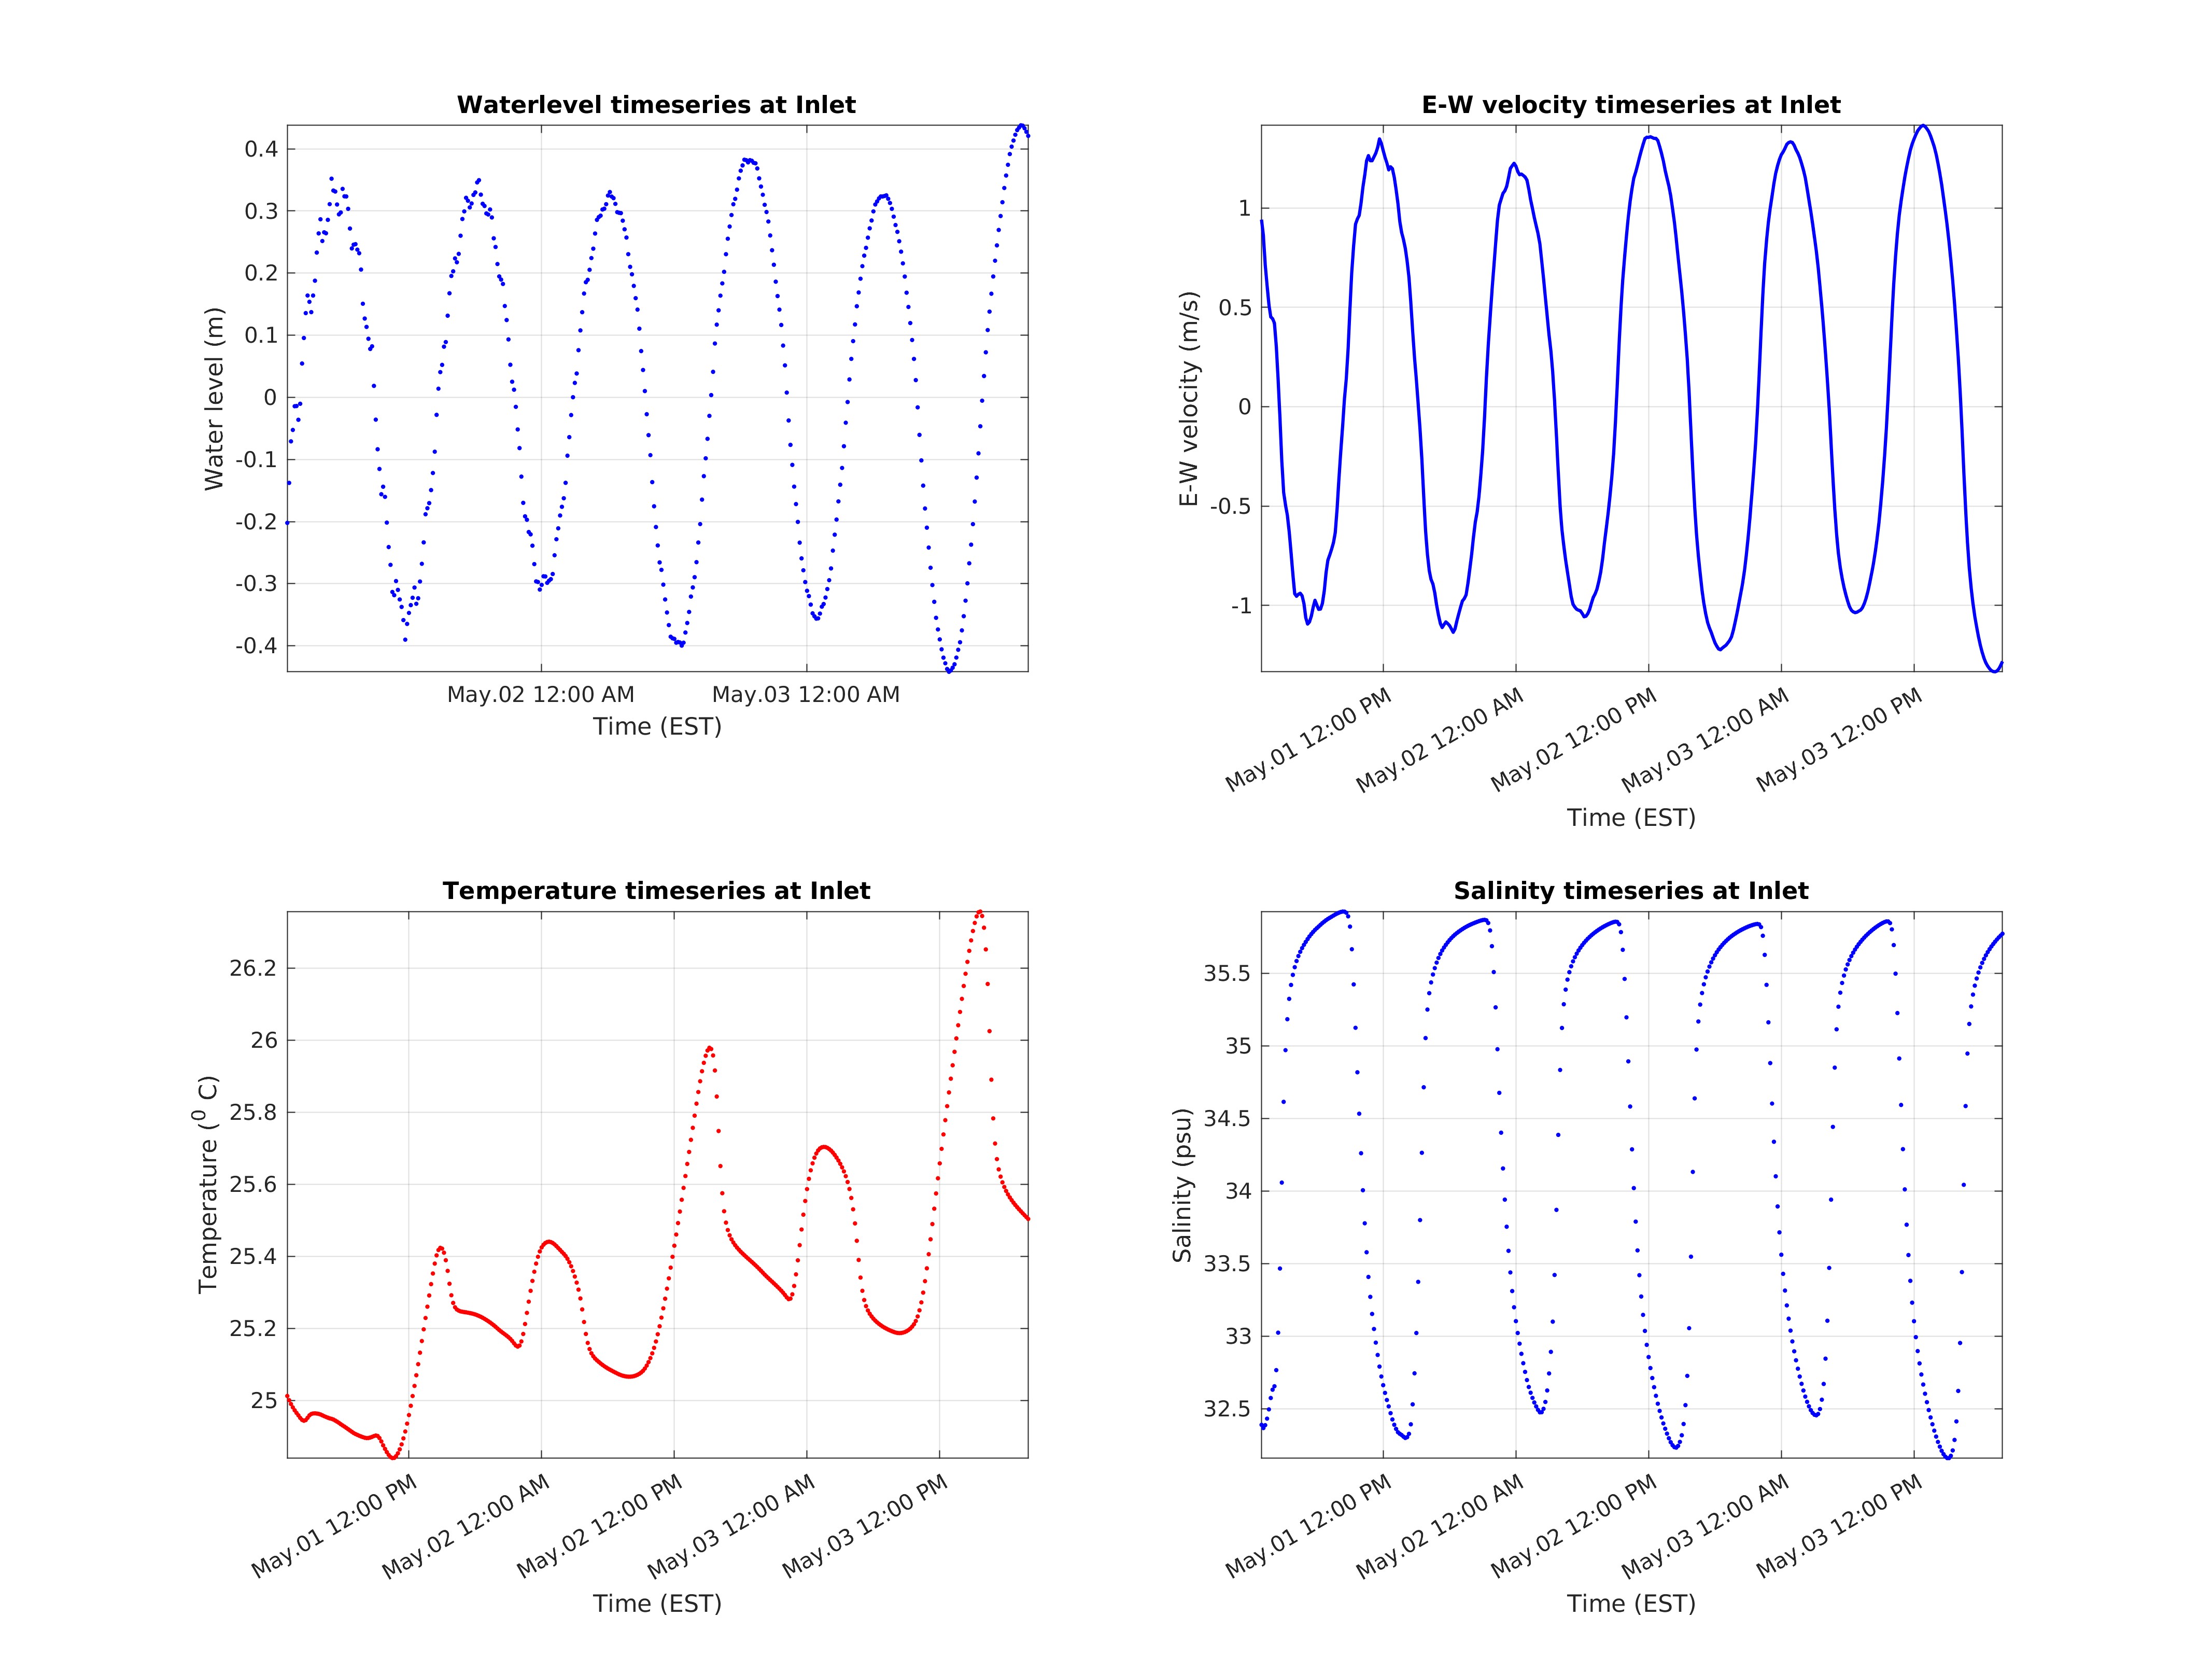 Waterlevel timeseries at Inlet
0.4
0.3
0.2
0.1
0
-0.1
-0.2
-0.3
-0.4
Water level (m)
May.02 12:00 AM
May.03 12:00 AM
Time (EST)
E-W velocity timeseries at Inlet
1
0.5
0
-0.5
-1
E-W velocity (m/s)
May.01 12:00 PM
May.02 12:00 AM
May.02 12:00 PM
May.03 12:00 AM
May.03 12:00 PM
Time (EST)
Temperature timeseries at Inlet
26.2
26
25.8
25.6
25.4
25.2
25
Temperature (⁰ C)
May.01 12:00 PM
May.02 12:00 AM
May.02 12:00 PM
May.03 12:00 AM
May.03 12:00 PM
Time (EST)
Salinity timeseries at Inlet
35.5
35
34.5
34
33.5
33
32.5
Salinity (psu)
May.01 12:00 PM
May.02 12:00 AM
May.02 12:00 PM
May.03 12:00 AM
May.03 12:00 PM
Time (EST)